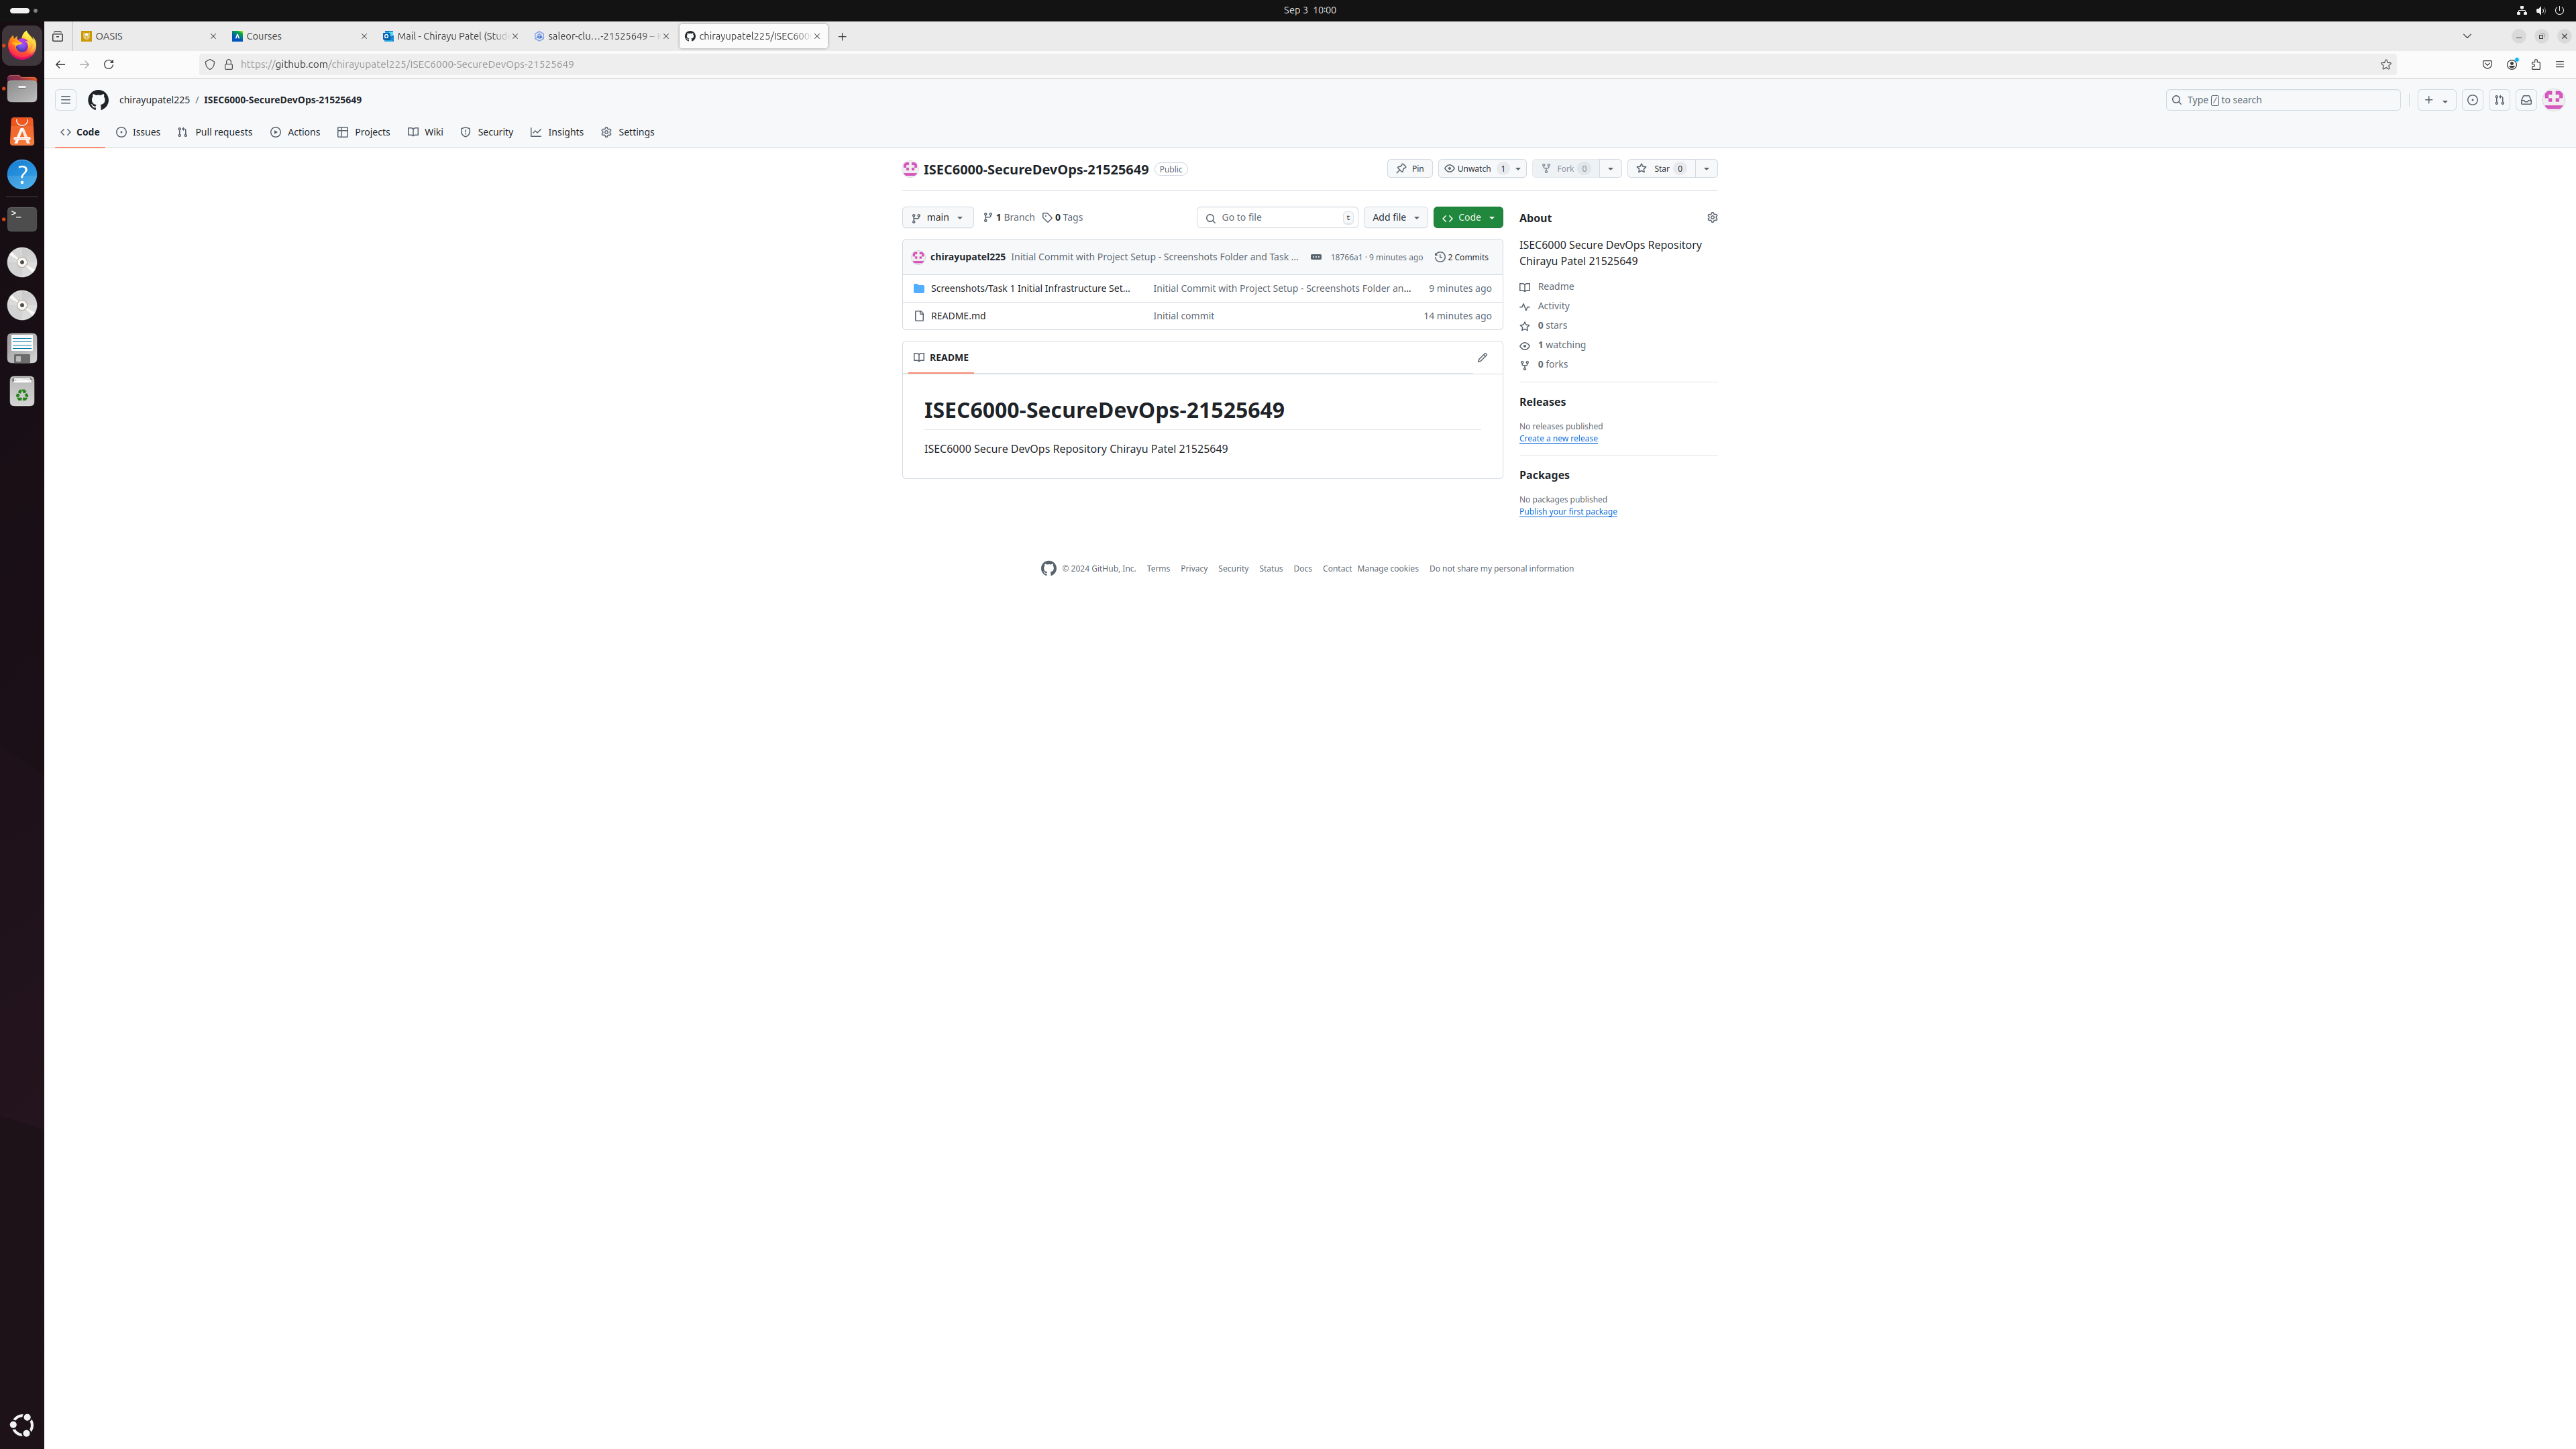 Sep 3 10:00
OASIS
Courses
Mail - Chirayu Patel (Stud
saleor-clu…-21525649 –
chirayupatel225/ISEC600
https://github.com/chirayupatel225/ISEC6000-SecureDevOps-21525649
chirayupatel225 / ISEC6000-SecureDevOps-21525649
Type / to search
Code
Issues
Pull requests
Actions
Projects
Wiki
Security
Insights
Settings
ISEC6000-SecureDevOps-21525649 Public
Pin
Unwatch 1
Fork 0
Star 0
main
1 Branch
0 Tags
Go to file t
Add file
Code
chirayupatel225 Initial Commit with Project Setup - Screenshots Folder and Task ... 18766a1 · 9 minutes ago 2 Commits
Screenshots/Task 1 Initial Infrastructure Set... Initial Commit with Project Setup - Screenshots Folder an... 9 minutes ago
README.md Initial commit 14 minutes ago
README
ISEC6000-SecureDevOps-21525649
ISEC6000 Secure DevOps Repository Chirayu Patel 21525649
About
ISEC6000 Secure DevOps Repository
Chirayu Patel 21525649
Readme
Activity
0 stars
1 watching
0 forks
Releases
No releases published
Create a new release
Packages
No packages published
Publish your first package
© 2024 GitHub, Inc. Terms Privacy Security Status Docs Contact Manage cookies Do not share my personal information